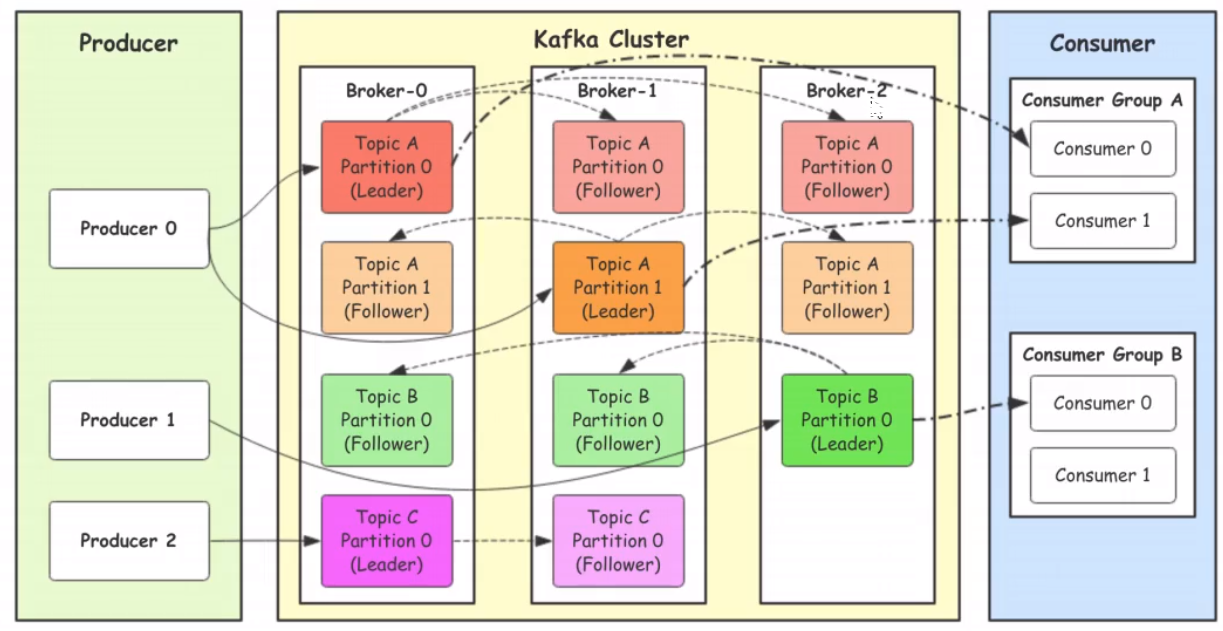 Producer
Producer 0
Producer 1
Producer 2
Kafka Cluster
Broker-0
Topic A
Partition 0
(Leader)
Topic A
Partition 1
(Follower)
Topic B
Partition 0
(Follower)
Topic C
Partition 0
(Leader)
Broker-1
Topic A
Partition 0
(Follower)
Topic A
Partition 1
(Leader)
Topic B
Partition 0
(Follower)
Topic C
Partition 0
(Follower)
Broker-2
Topic A
Partition 0
(Follower)
Topic A
Partition 1
(Follower)
Topic B
Partition 0
(Leader)
Consumer
Consumer Group A
Consumer 0
Consumer 1
Consumer Group B
Consumer 0
Consumer 1